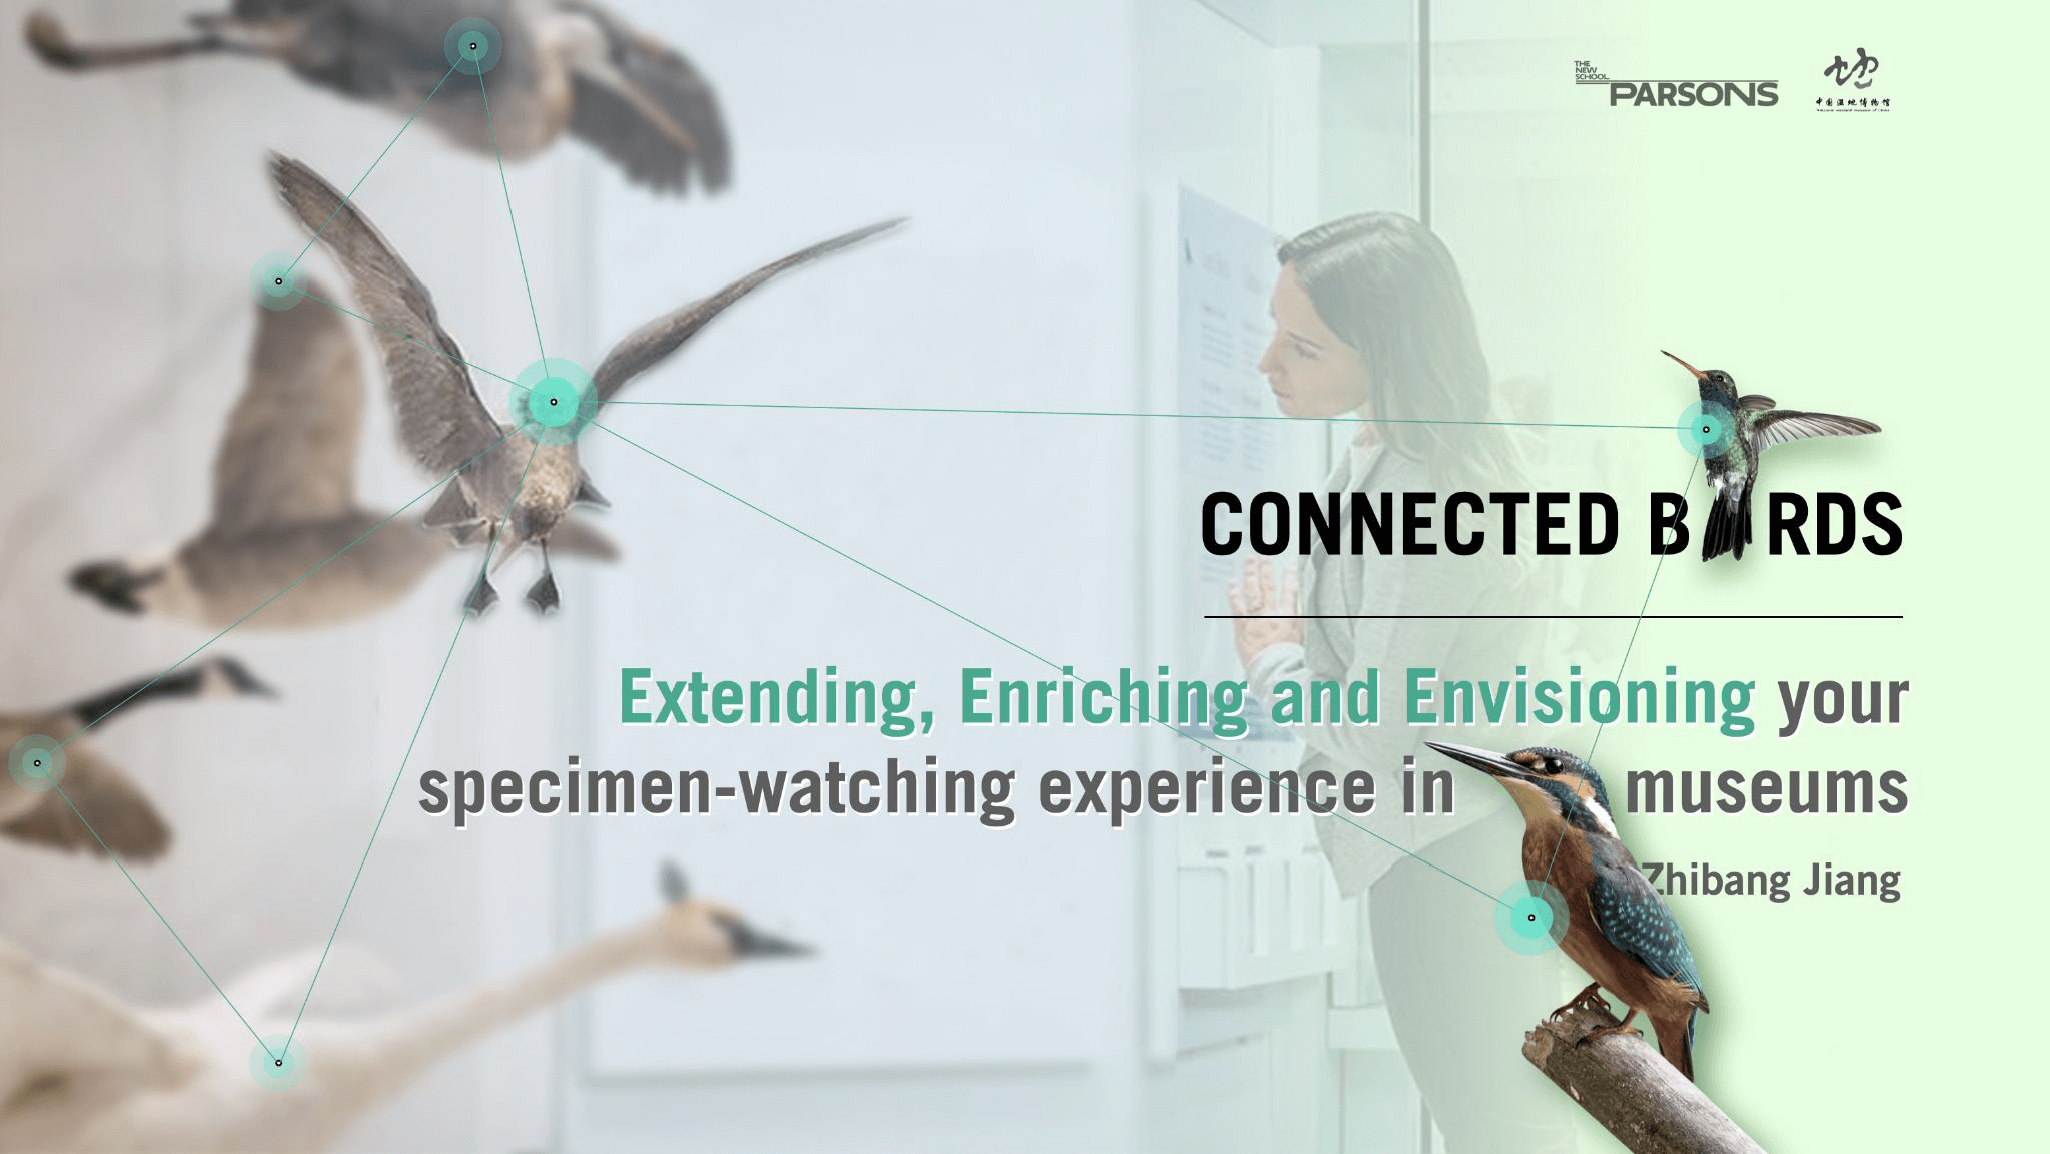 THE
NEW
SCHOOL
PARSONS
中国湿地博物馆
CONNECTED B RDS
Extending, Enriching and Envisioning your
specimen-watching experience in museums
Zhibang Jiang